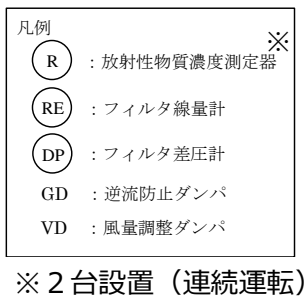 凡例
※
R ：放射性物質濃度測定器
RE ：フィルタ線量計
DP ：フィルタ差圧計
GD ：逆流防止ダンパ
VD ：風量調整ダンパ
※２台設置（連続運転）